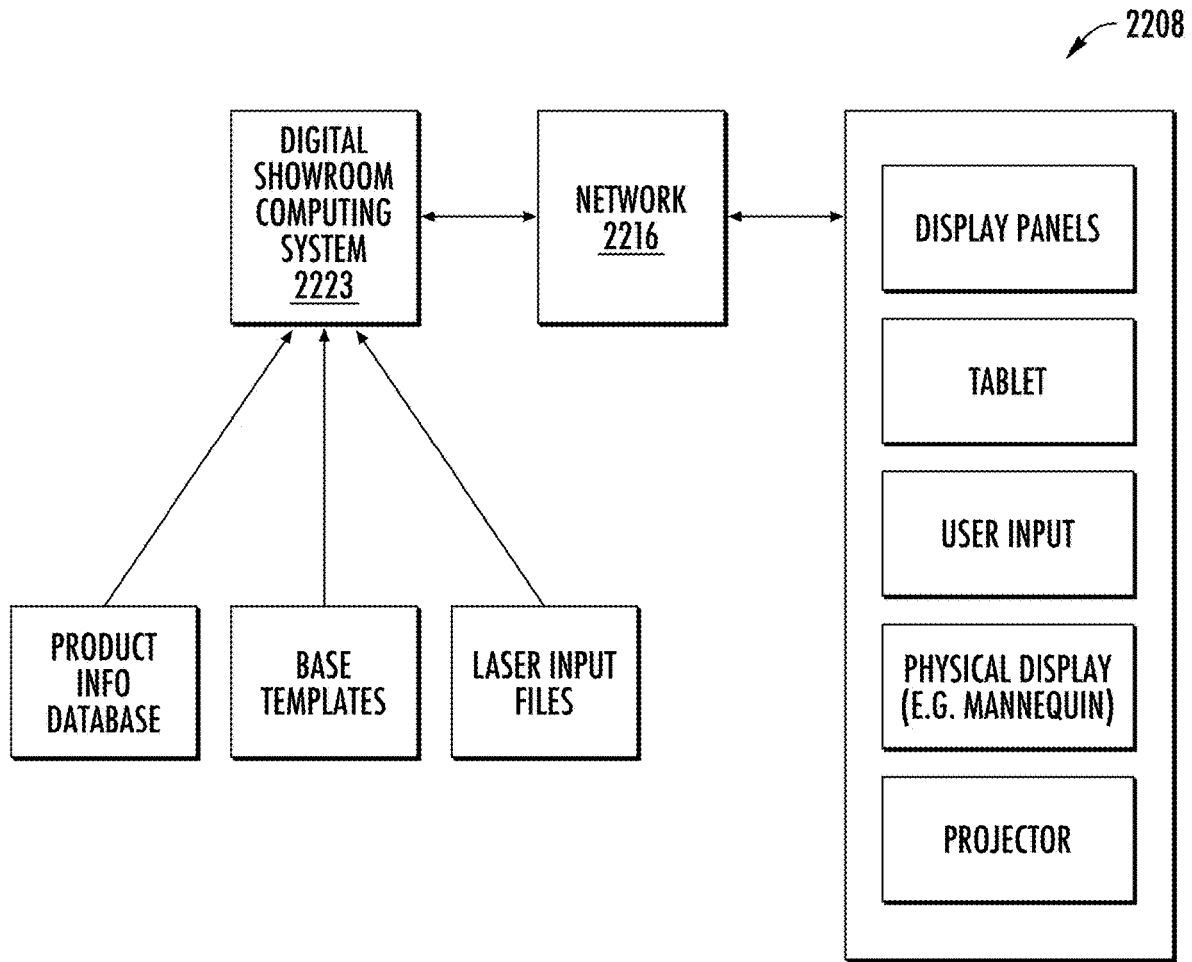 2208
DIGITAL
SHOWROOM
COMPUTING
SYSTEM
2223
NETWORK
2216
DISPLAY PANELS
TABLET
USER INPUT
PHYSICAL DISPLAY
(E.G. MANNEQUIN)
PROJECTOR
PRODUCT
INFO
DATABASE
BASE
TEMPLATES
LASER INPUT
FILES